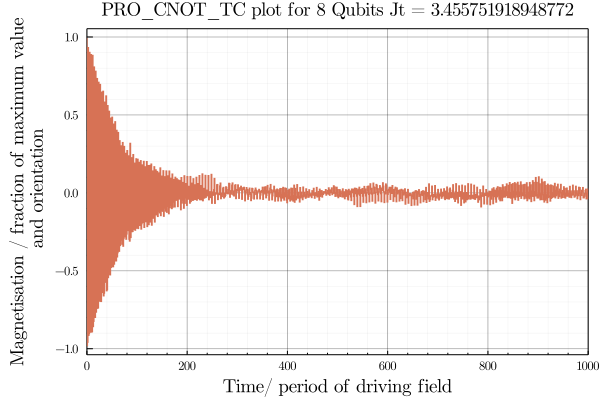 PRO_CNOT_TC plot for 8 Qubits Jt = 3.455751918948772
Magnetisation / fraction of maximum value
and orientation
1.0
0.5
0.0
−0.5
−1.0
0 200 400 600 800 1000
Time/ period of driving field